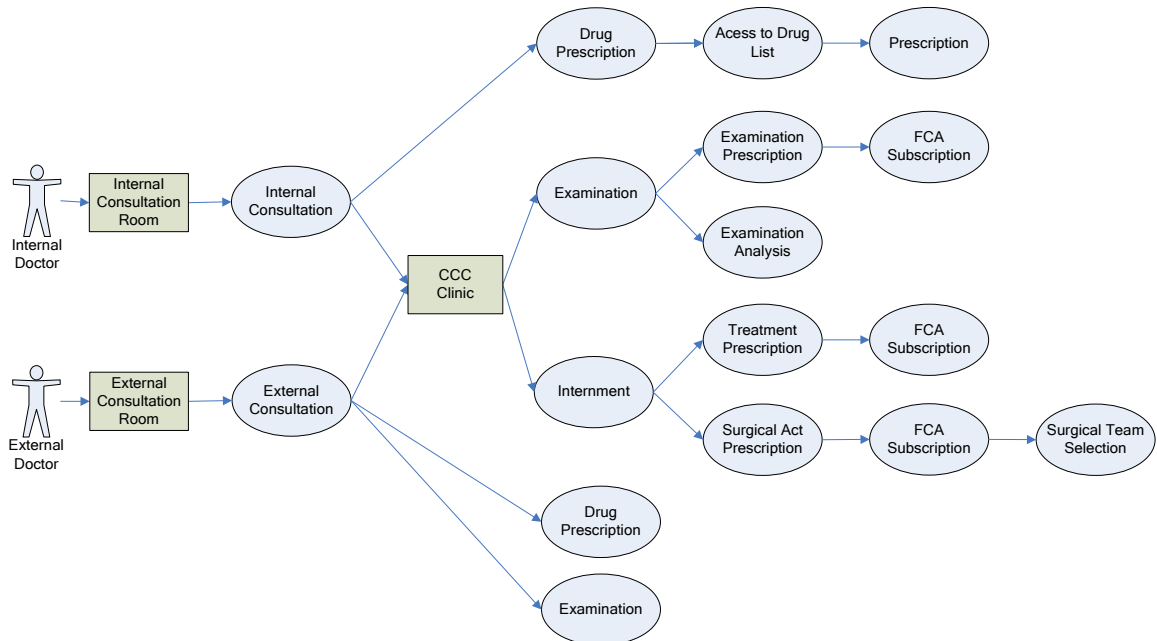 Drug
Prescription
Acess to Drug
List
Prescription
Examination
Prescription
FCA
Subscription
Internal
Doctor
Internal
Consultation
Room
Internal
Consultation
Examination
Examination
Analysis
CCC
Clinic
Treatment
Prescription
FCA
Subscription
External
Doctor
External
Consultation
Room
External
Consultation
Internment
Surgical Act
Prescription
FCA
Subscription
Surgical Team
Selection
Drug
Prescription
Examination